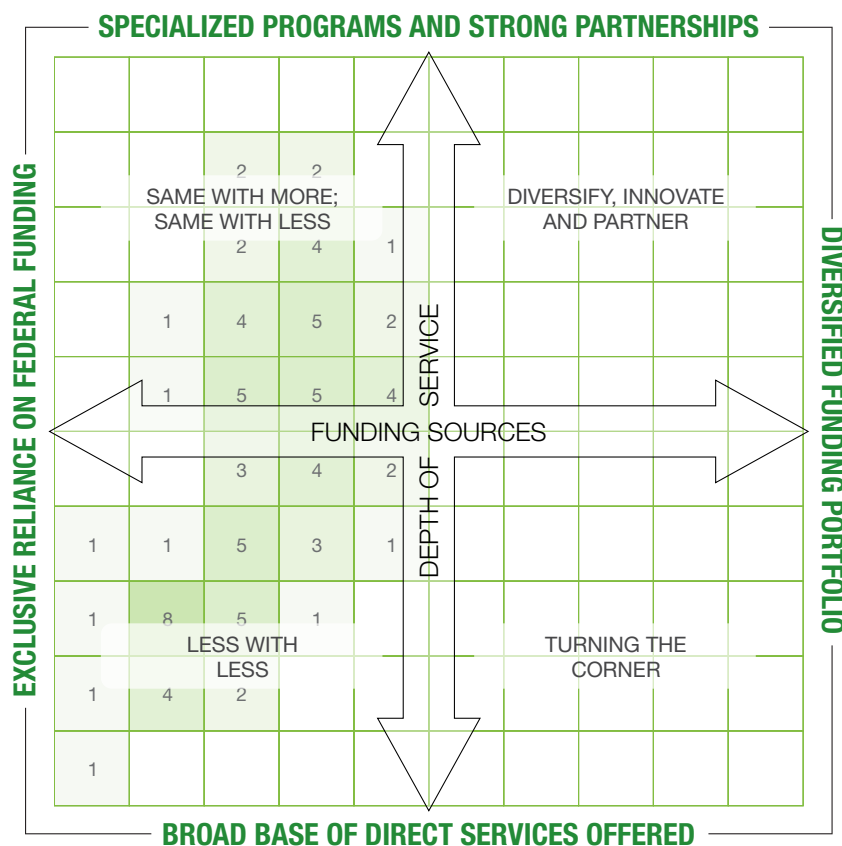 SPECIALIZED PROGRAMS AND STRONG PARTNERSHIPS
EXCLUSIVE RELIANCE ON FEDERAL FUNDING
DIVERSIFIED FUNDING PORTFOLIO
2 2
SAME WITH MORE;
SAME WITH LESS
DIVERSIFY, INNOVATE
AND PARTNER
2 4 1
1 4 5 2
1 5 5 4
FUNDING SOURCES
DEPTH OF SERVICE
3 4 2
1 1 5 3 1
1 8 5 1
LESS WITH
LESS
TURNING THE
CORNER
1 4 2
1
BROAD BASE OF DIRECT SERVICES OFFERED